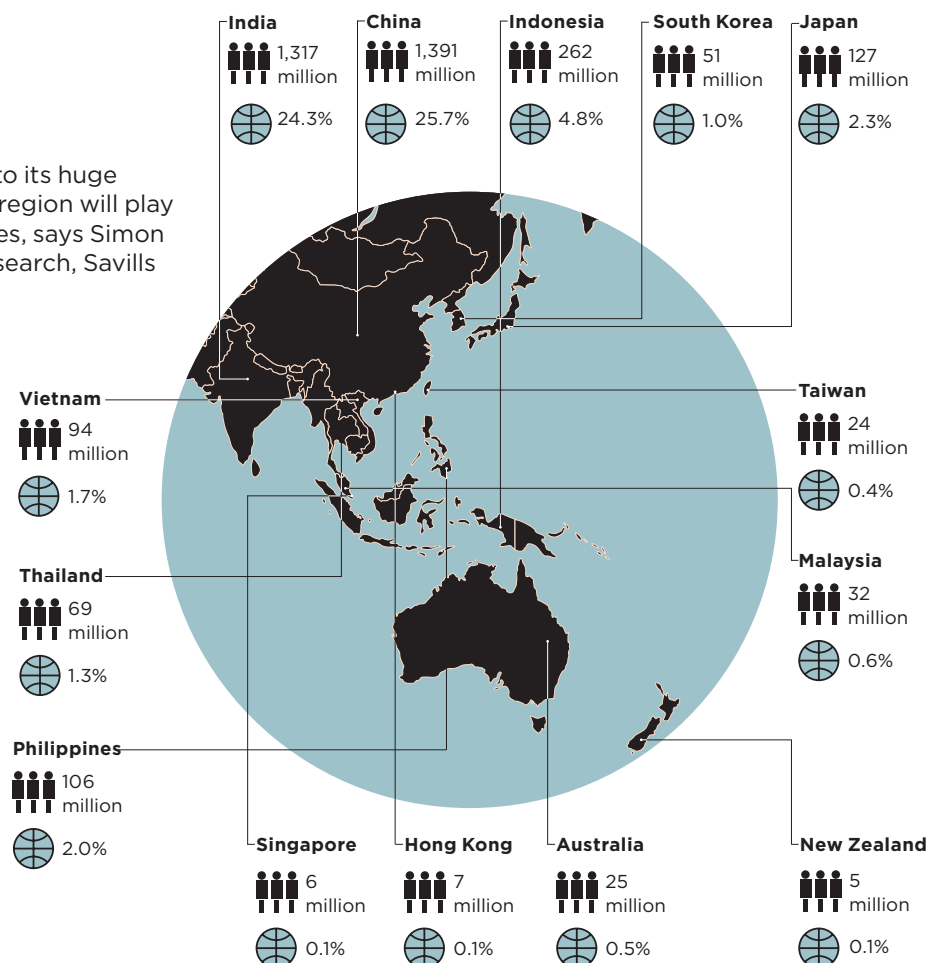 India
1,317
million
24.3%
China
1,391
million
25.7%
Indonesia
262
million
4.8%
South Korea
51
million
1.0%
Japan
127
million
2.3%
to its huge
region will play
es, says Simon
search, Savills
Vietnam
94
million
1.7%
Taiwan
24
million
0.4%
Thailand
69
million
1.3%
Malaysia
32
million
0.6%
Philippines
106
million
2.0%
Singapore
6
million
0.1%
Hong Kong
7
million
0.1%
Australia
25
million
0.5%
New Zealand
5
million
0.1%